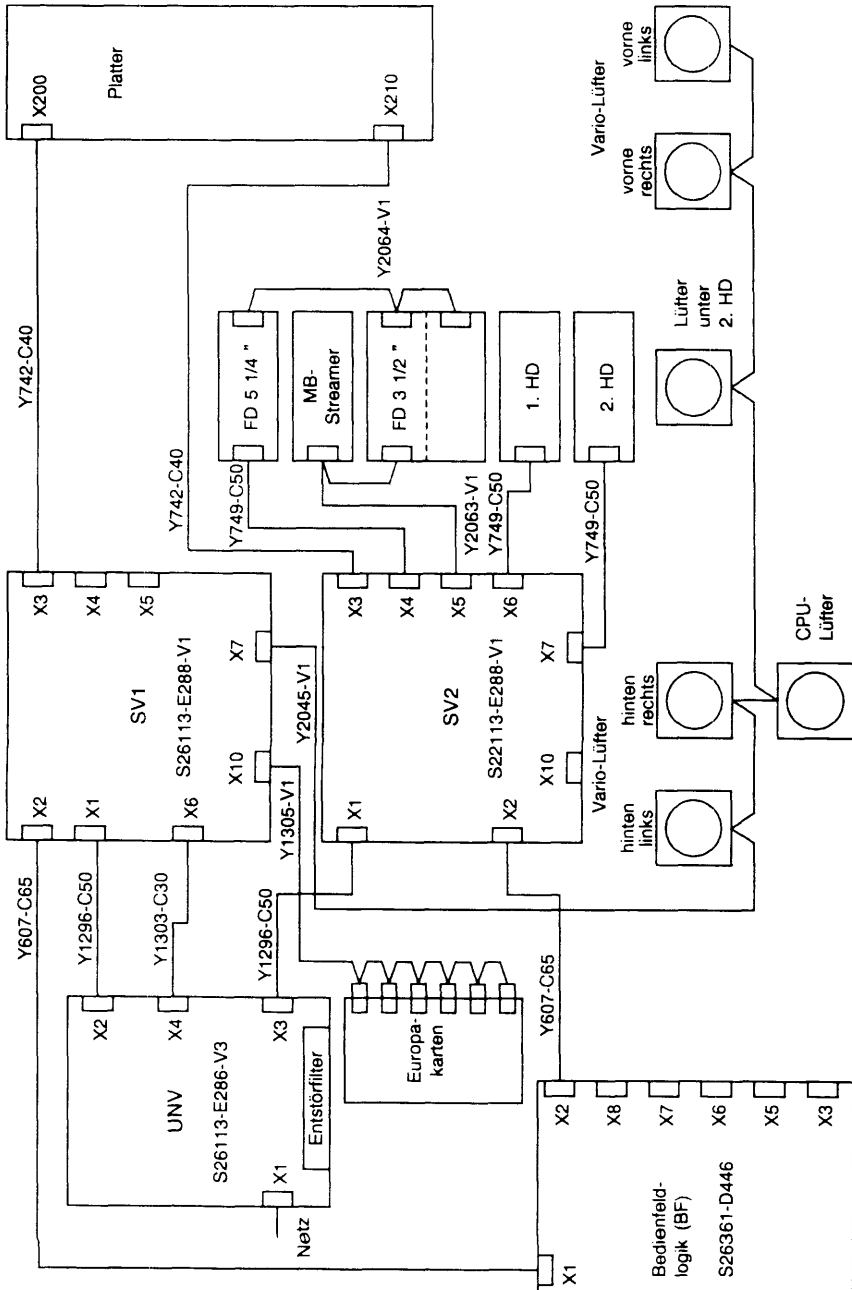 Platter
X200
X210
Y742-C40
Y742-C40
Y2064-V1
FD 5 1/4 "
MB-
Streamer
FD 3 1/2 "
1. HD
2. HD
Y749-C50
Y2063-V1
Y749-C50
Y749-C50
Vario-Lüfter
vorne
links
vorne
rechts
Lüfter
unter
2. HD
SV1
S26113-E288-V1
X2
X1
X6
X3
X4
X5
X7
X10
Y2045-V1
Y1305-V1
SV2
S22113-E288-V1
X1
X2
X3
X4
X5
X6
X7
X10
Vario-Lüfter
hinten
rechts
hinten
links
CPU-
Lüfter
Y607-C65
Y1296-C50
Y1303-C30
Y1296-C50
UNV
S26113-E286-V3
X2
X4
X3
X1
Entstörfilter
Netz
Europa-
karten
Y607-C65
X1
X2
X8
X7
X6
X5
X3
Bedienfeld-
logik (BF)
S26361-D446